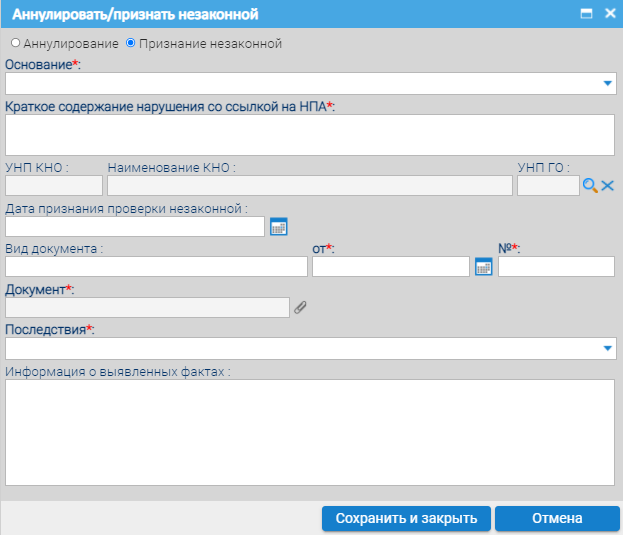 Аннулировать/признать незаконной
Аннулирование Признание незаконной
Основание*:
Краткое содержание нарушения со ссылкой на НПА*:
УНП КНО : Наименование КНО : УНП ГО :
Дата признания проверки незаконной :
Вид документа : от*: №*:
Документ*:
Последствия*:
Информация о выявленных фактах :
Сохранить и закрыть Отмена